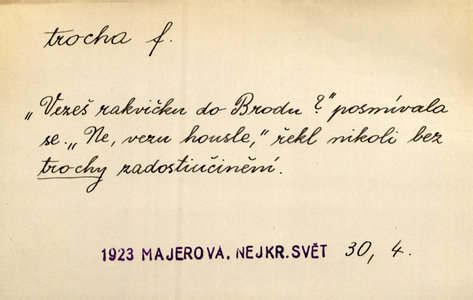 trocha f.
„Vezeš rakvičku do Brodu?" posmívala
se. „Ne, vezu housle," řekl nikoli bez
trochy zadostiučinění.
1923 MAJEROVÁ, NEJKR. SVĚT 30, 4.